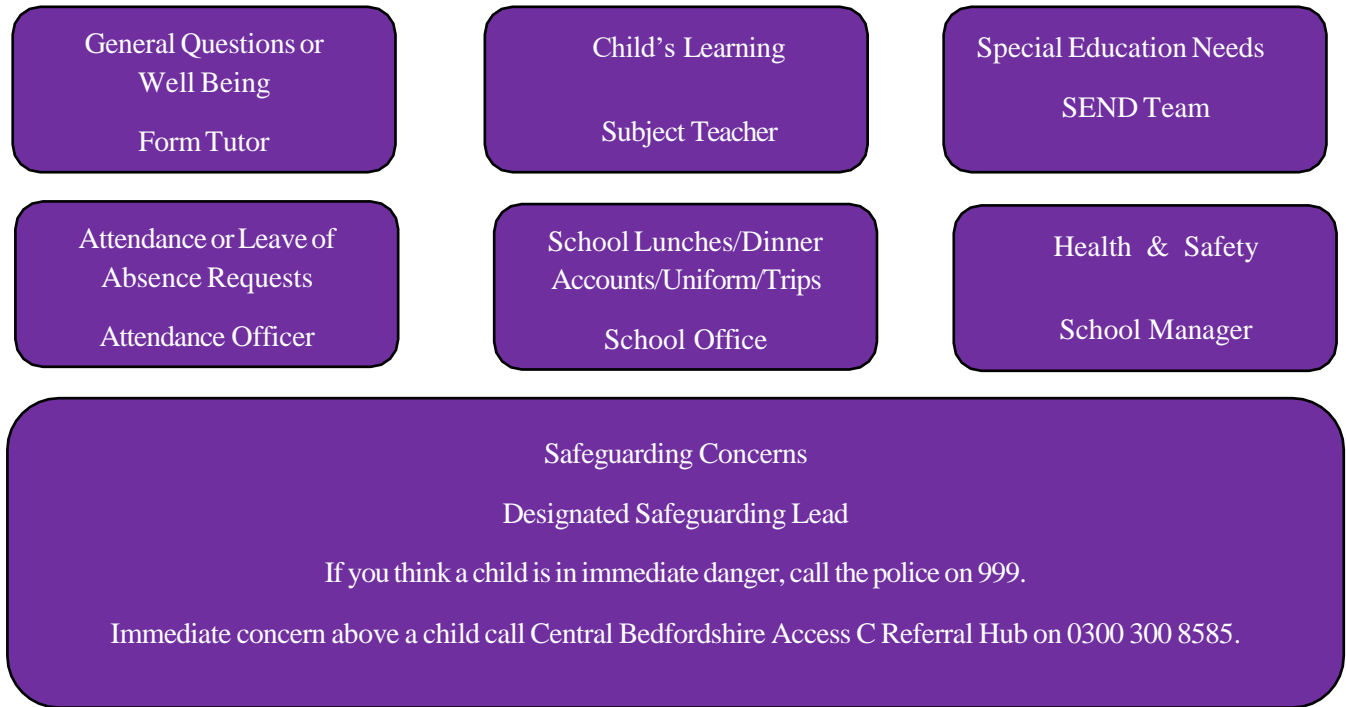 General Questions or
Well Being
Form Tutor
Child’s Learning
Subject Teacher
Special Education Needs
SEND Team
Attendance or Leave of
Absence Requests
Attendance Officer
School Lunches/Dinner
Accounts/Uniform/Trips
School Office
Health & Safety
School Manager
Safeguarding Concerns
Designated Safeguarding Lead
If you think a child is in immediate danger, call the police on 999.
Immediate concern above a child call Central Bedfordshire Access C Referral Hub on 0300 300 8585.